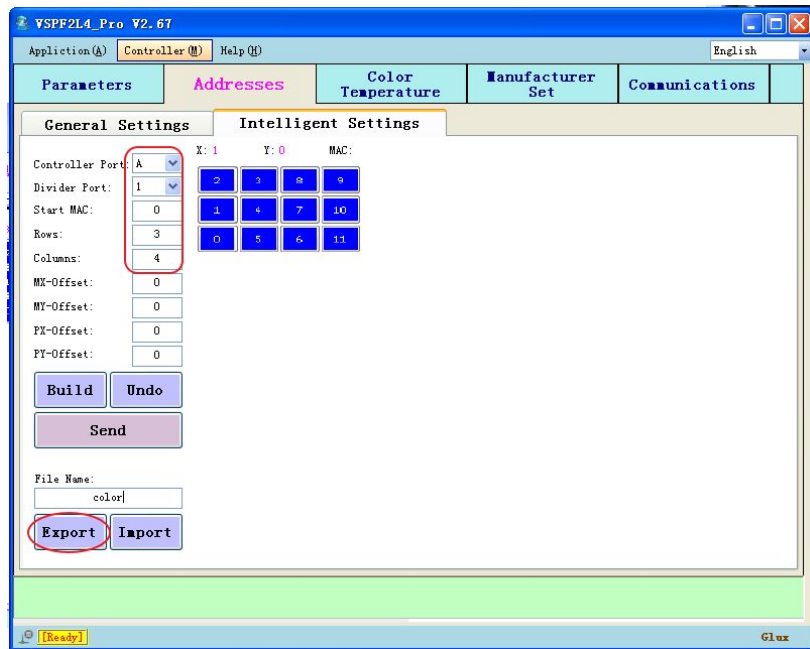 VSPF2L4_Pro V2.67
Appliction(A) Controller(M) Help(H) English
Parameters Addresses Color Temperature Manufacturer Set Communications
General Settings Intelligent Settings
X: 1 Y: 0 MAC:
Controller Port: A
Divider Port: 1
Start MAC: 0
Rows: 3
Columns: 4
MX-Offset: 0
MY-Offset: 0
PX-Offset: 0
PY-Offset: 0
2 3 8 9
1 4 7 10
0 5 6 11
Build Undo
Send
File Name:
color
Export Import
[Ready] Glux